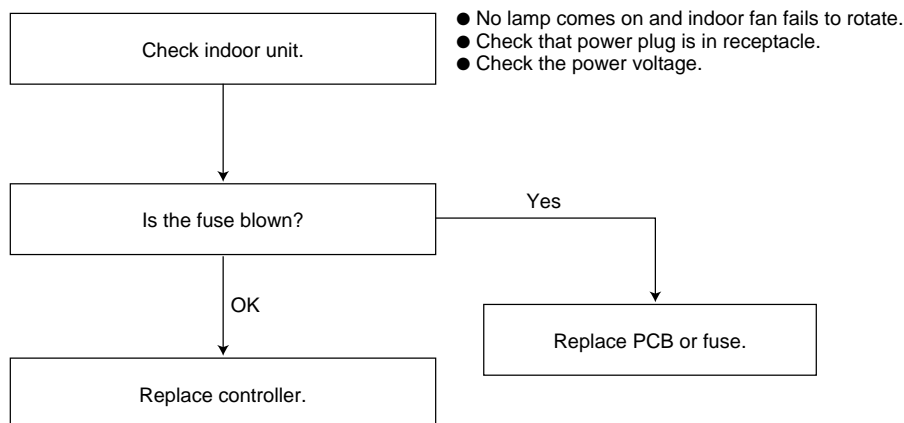 Check indoor unit.
● No lamp comes on and indoor fan fails to rotate.
● Check that power plug is in receptacle.
● Check the power voltage.
Is the fuse blown?
Yes
OK
Replace PCB or fuse.
Replace controller.